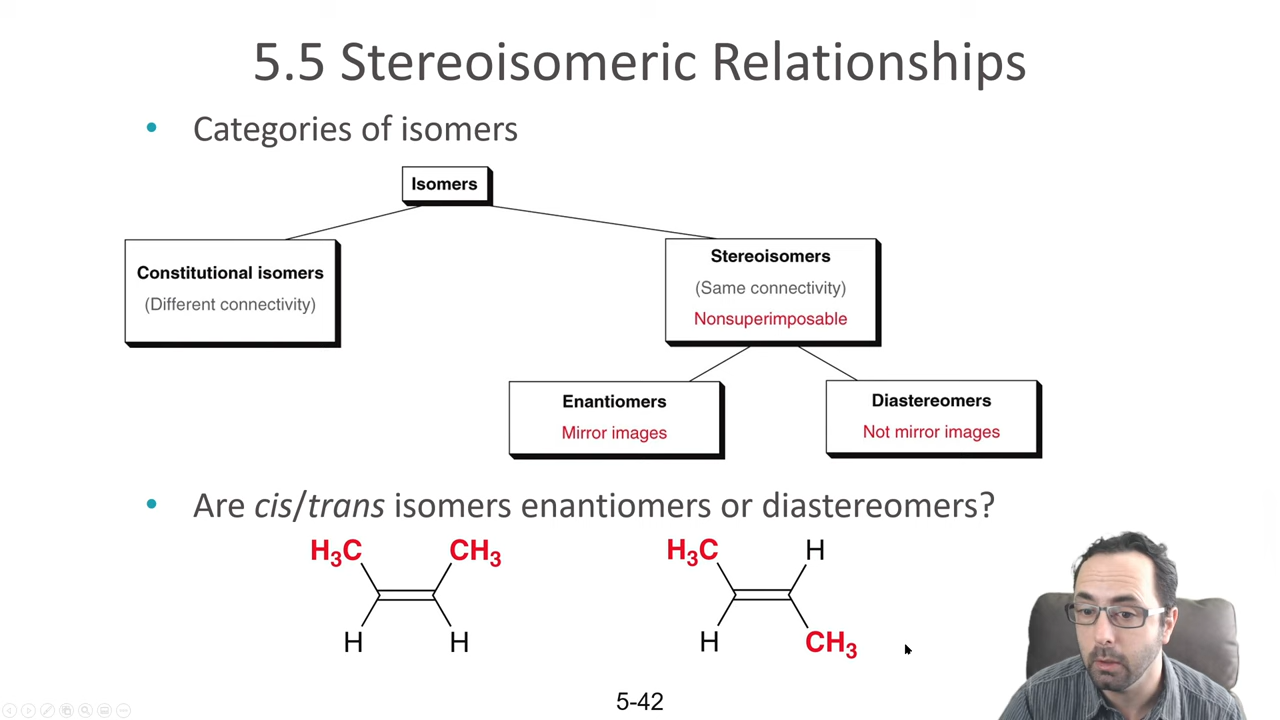 5.5 Stereoisomeric Relationships
• Categories of isomers
Isomers
Constitutional isomers
(Different connectivity)
Stereoisomers
(Same connectivity)
Nonsuperimposable
Enantiomers
Mirror images
Diastereomers
Not mirror images
• Are cis/trans isomers enantiomers or diastereomers?
H₃C CH₃
H H
H₃C H
H CH₃
5-42